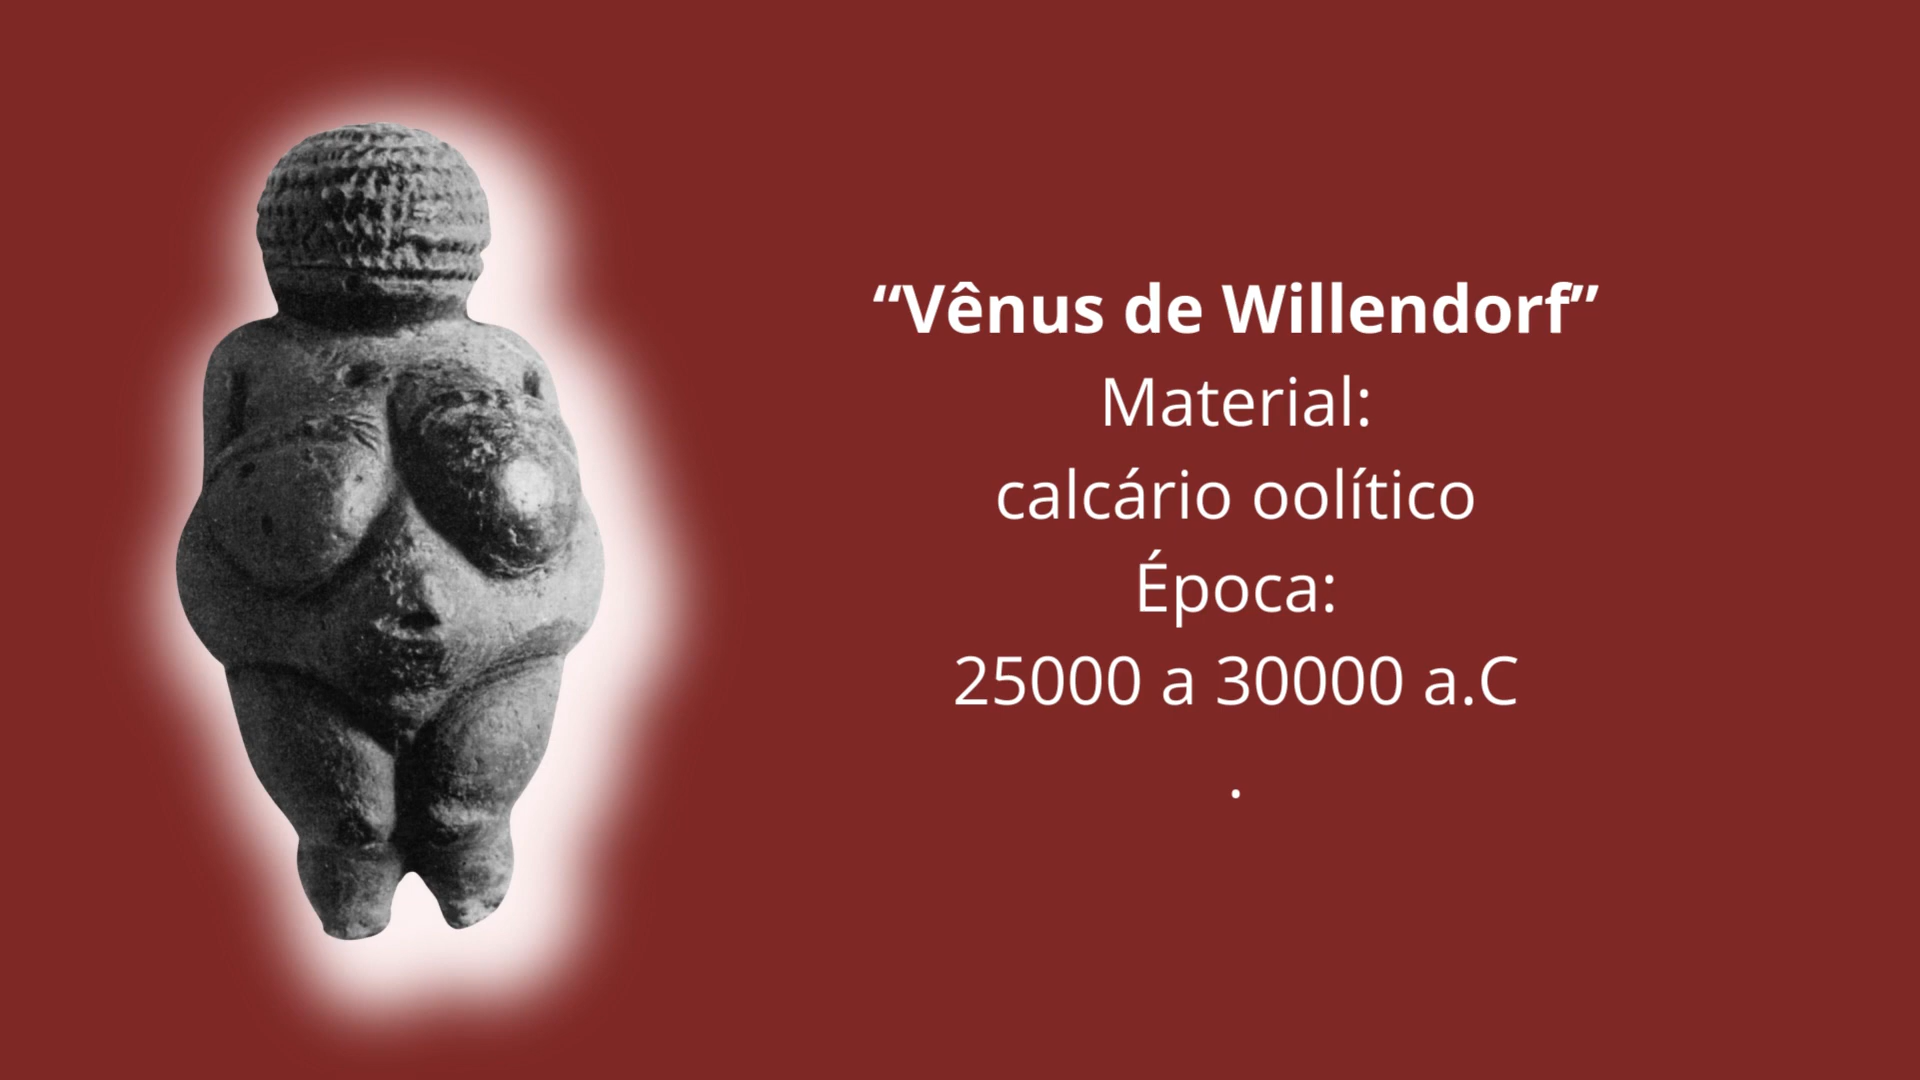 “Vênus de Willendorf”
Material:
calcário oolítico
Época:
25000 a 30000 a.C
.